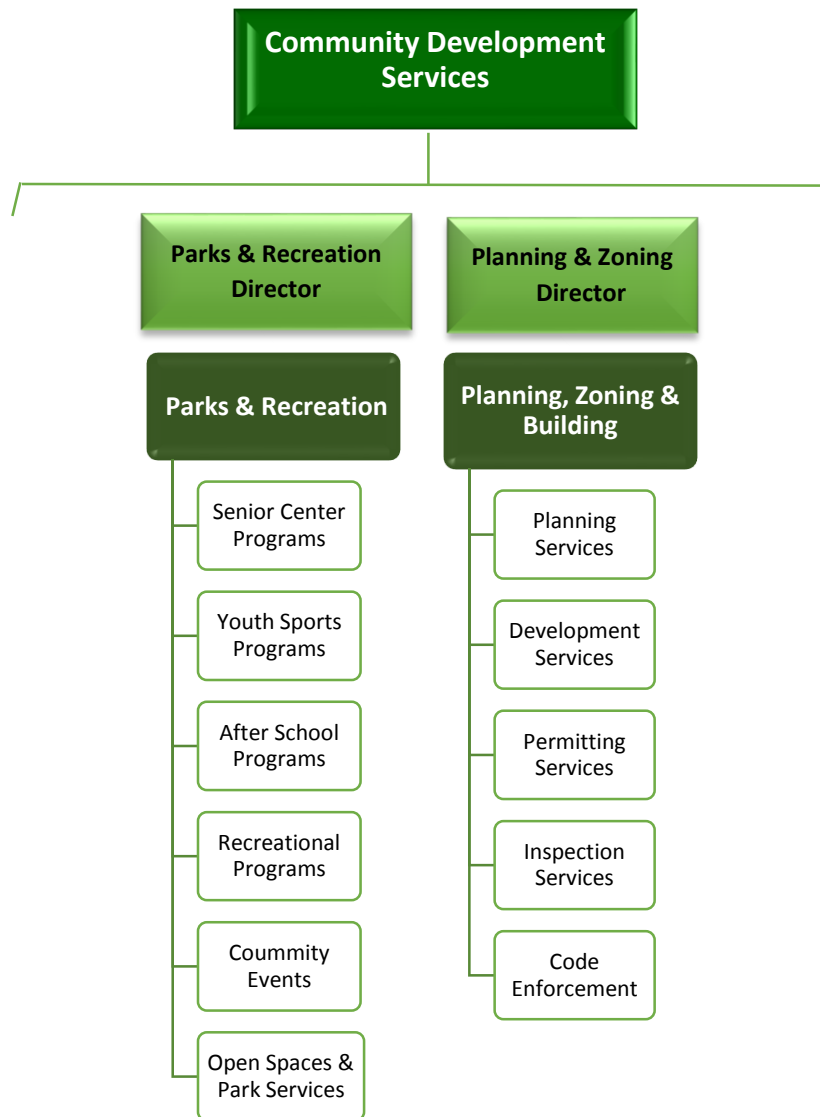 Community Development
Services
Parks & Recreation
Director
Planning & Zoning
Director
Parks & Recreation
Senior Center
Programs
Youth Sports
Programs
After School
Programs
Recreational
Programs
Coummity
Events
Open Spaces &
Park Services
Planning, Zoning &
Building
Planning
Services
Development
Services
Permitting
Services
Inspection
Services
Code
Enforcement